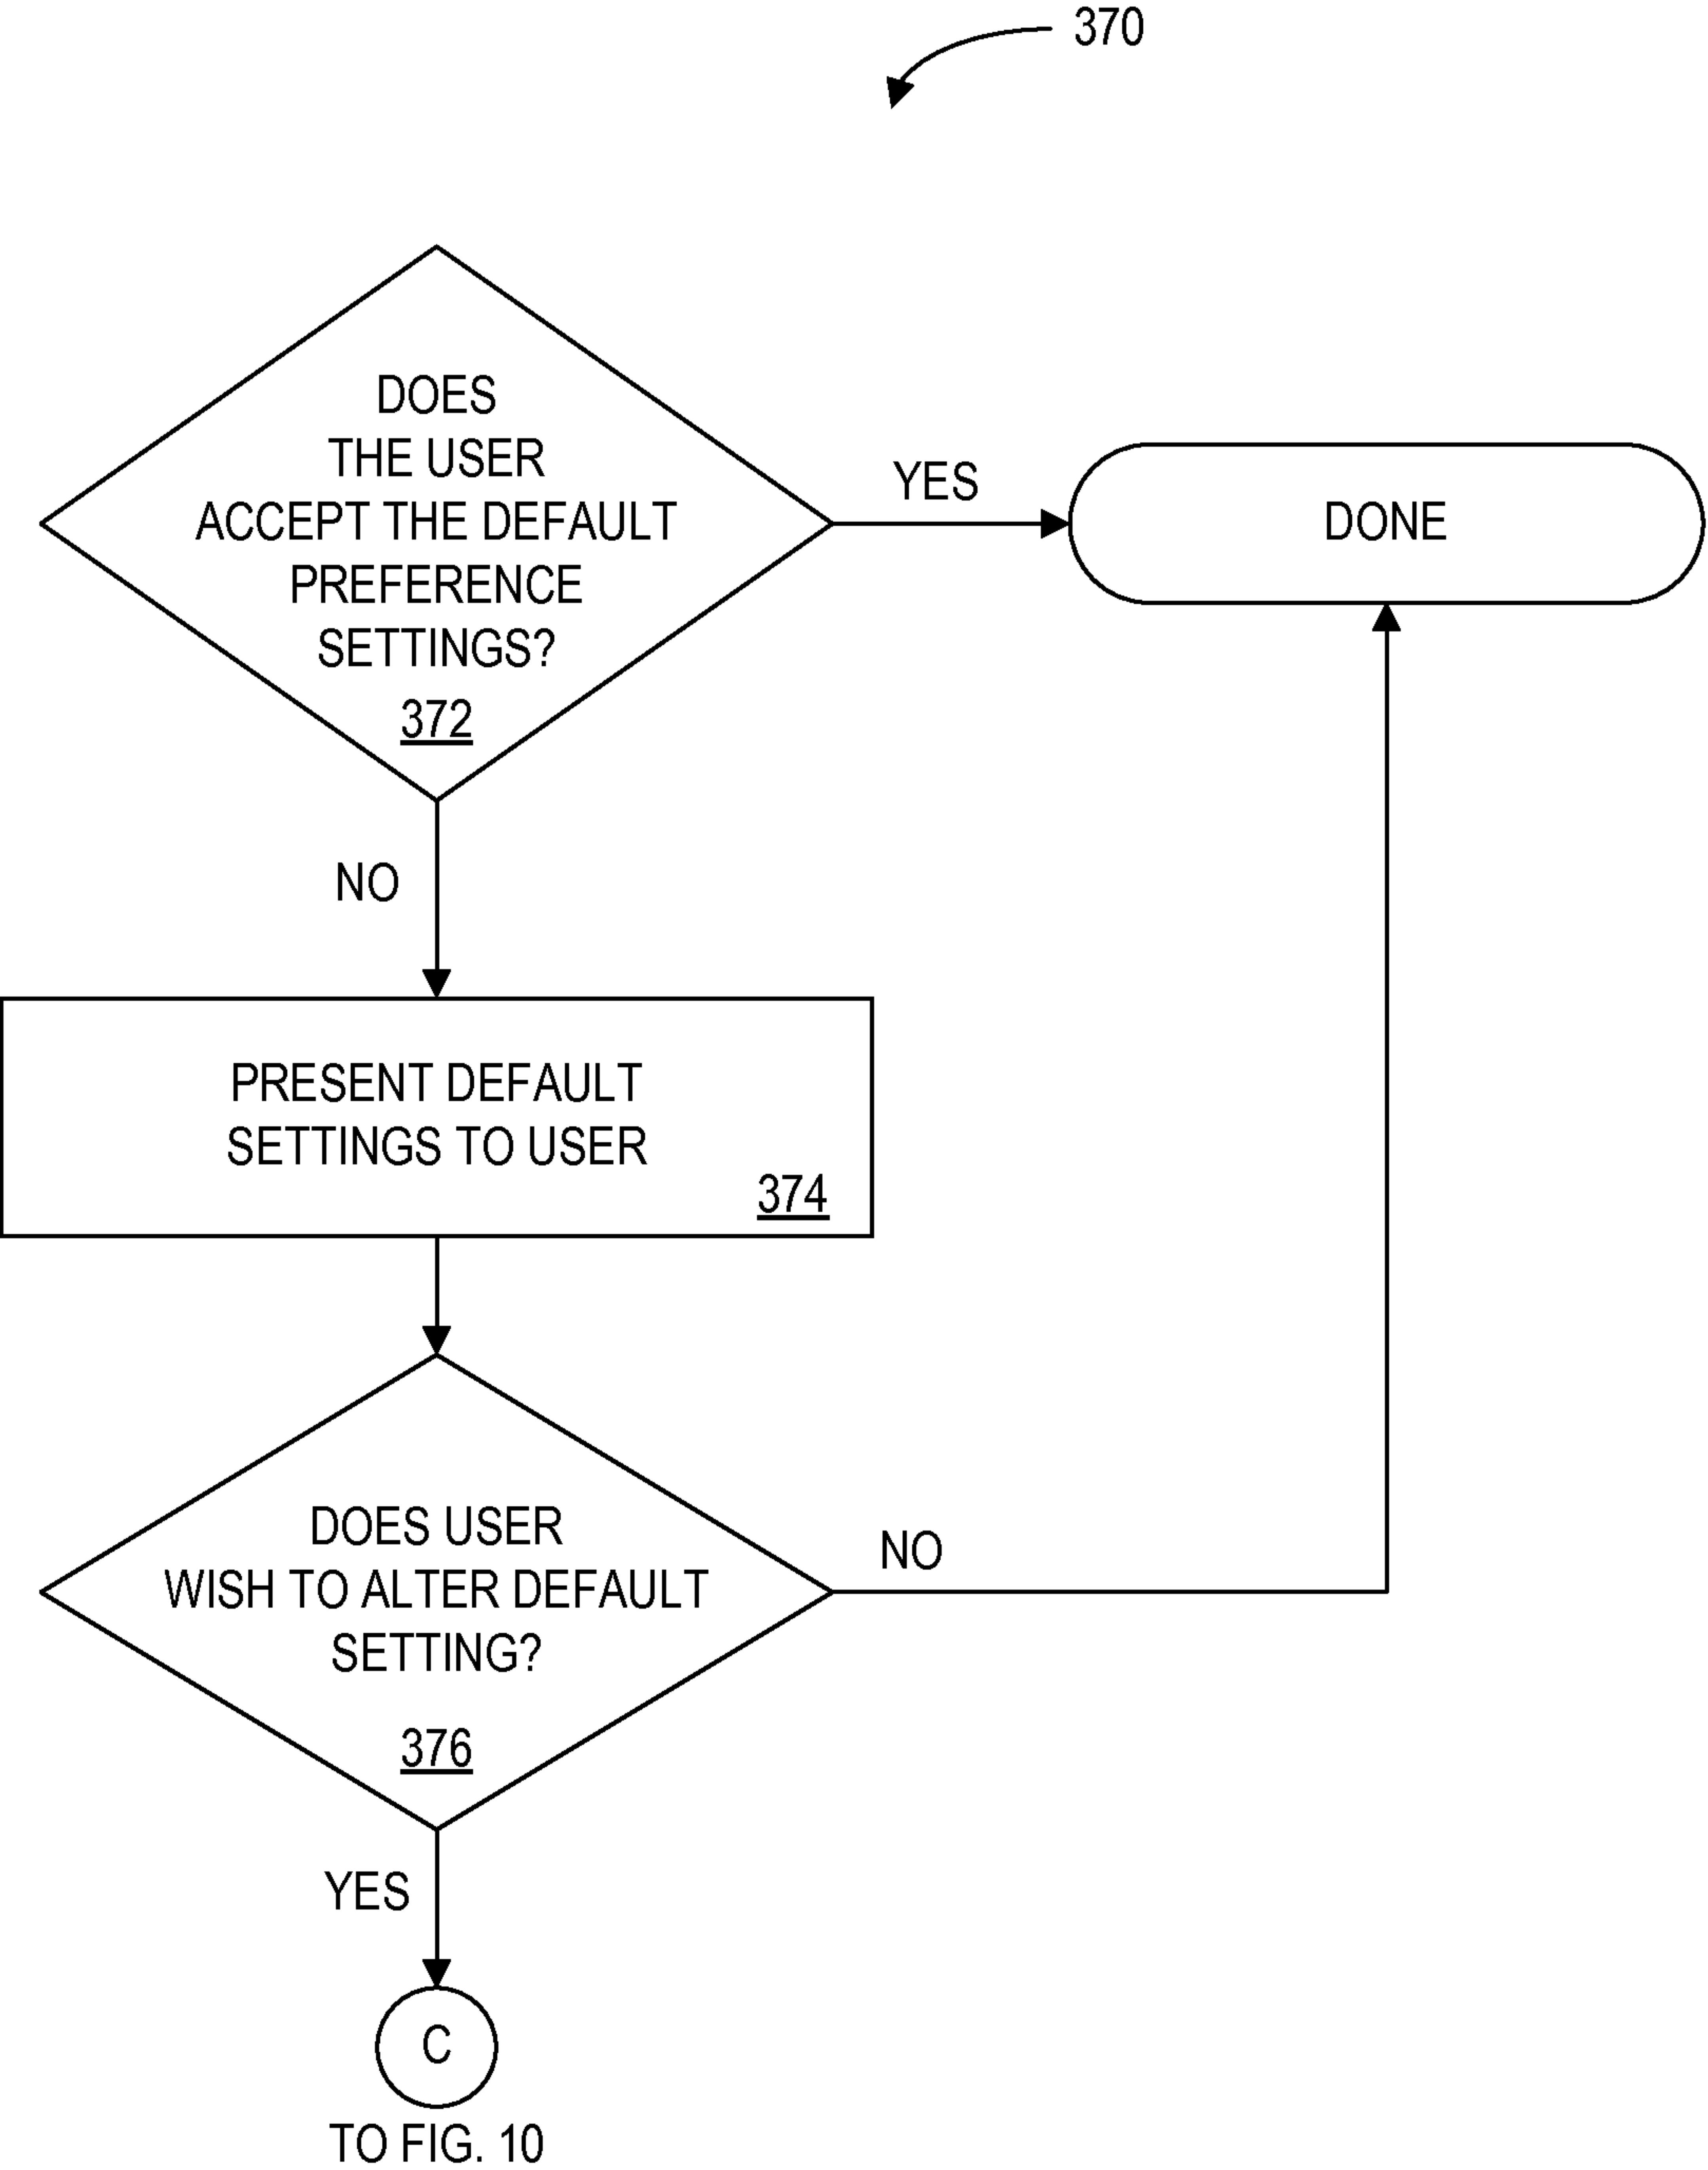 370
DOES
THE USER
ACCEPT THE DEFAULT
PREFERENCE
SETTINGS?
372
YES
DONE
NO
PRESENT DEFAULT
SETTINGS TO USER
374
DOES USER
WISH TO ALTER DEFAULT
SETTING?
376
NO
YES
C
TO FIG. 10